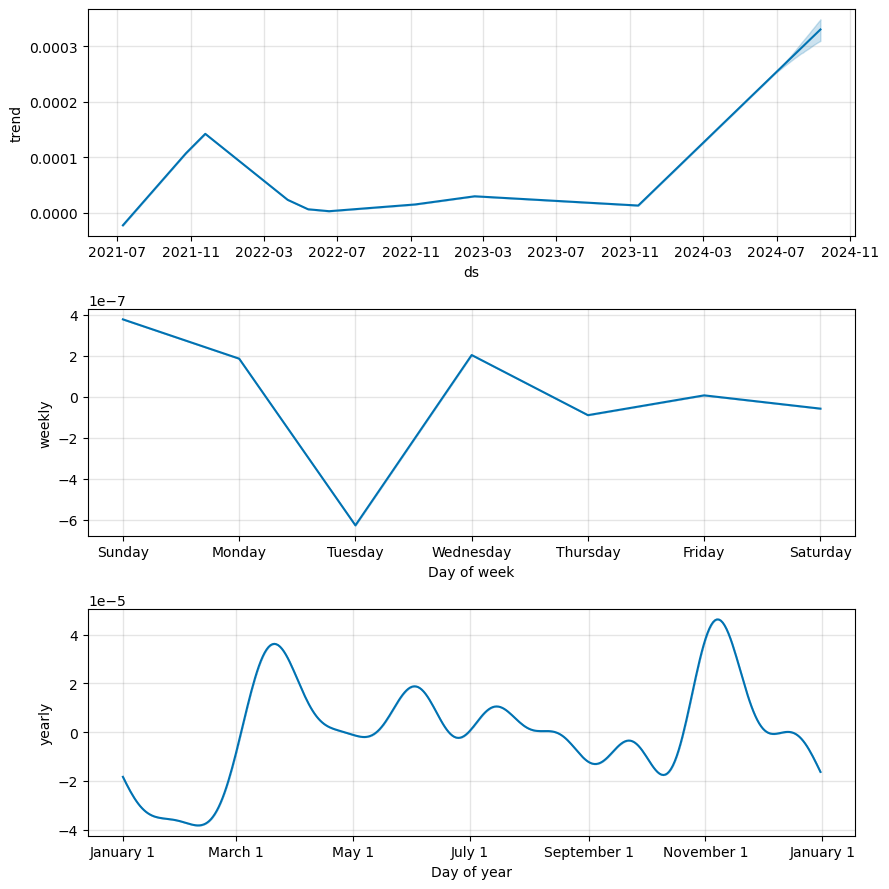 0.0003
0.0002
0.0001
0.0000
trend
2021-07 2021-11 2022-03 2022-07 2022-11 2023-03 2023-07 2023-11 2024-03 2024-07 2024-11
ds
1e−7
4
2
0
−2
−4
−6
weekly
Sunday Monday Tuesday Wednesday Thursday Friday Saturday
Day of week
1e−5
4
2
0
−2
−4
yearly
January 1 March 1 May 1 July 1 September 1 November 1 January 1
Day of year